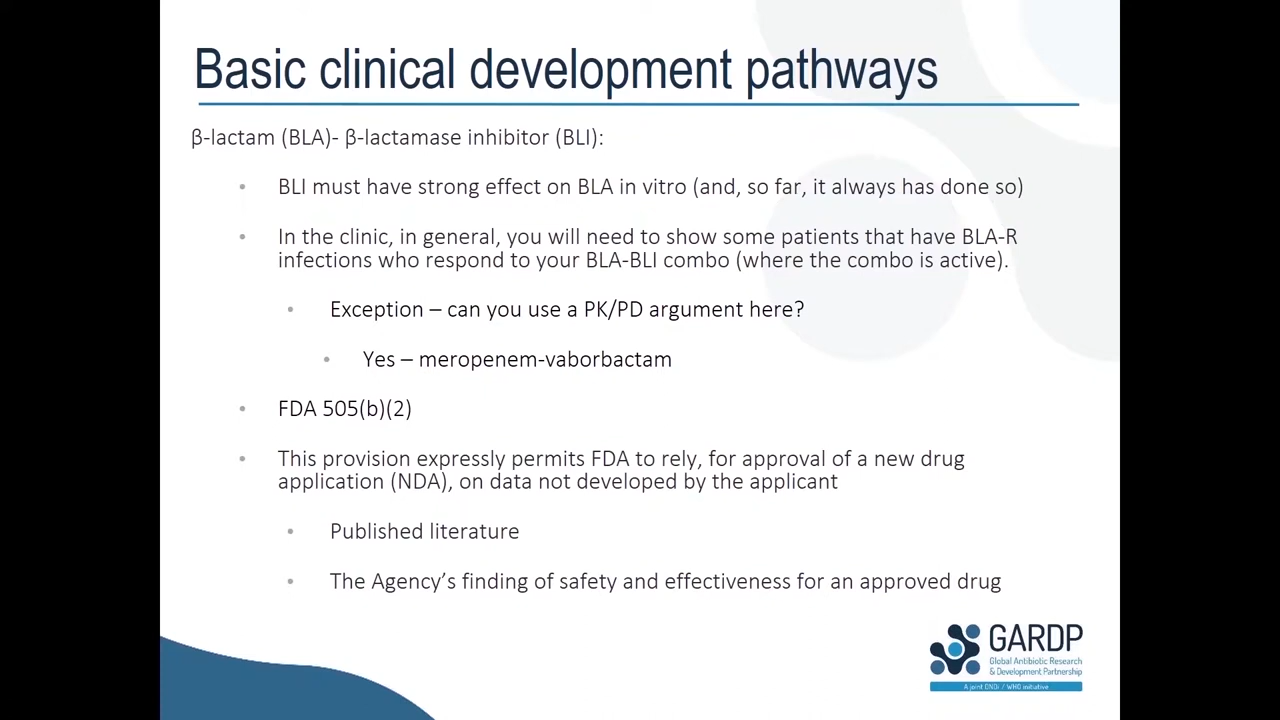 Basic clinical development pathways
β-lactam (BLA)- β-lactamase inhibitor (BLI):
• BLI must have strong effect on BLA in vitro (and, so far, it always has done so)
• In the clinic, in general, you will need to show some patients that have BLA-R
infections who respond to your BLA-BLI combo (where the combo is active).
• Exception – can you use a PK/PD argument here?
• Yes – meropenem-vaborbactam
• FDA 505(b)(2)
• This provision expressly permits FDA to rely, for approval of a new drug
application (NDA), on data not developed by the applicant
• Published literature
• The Agency’s finding of safety and effectiveness for an approved drug
GARDP
Global Antibiotic Research
& Development Partnership
A joint DNDi / WHO initiative